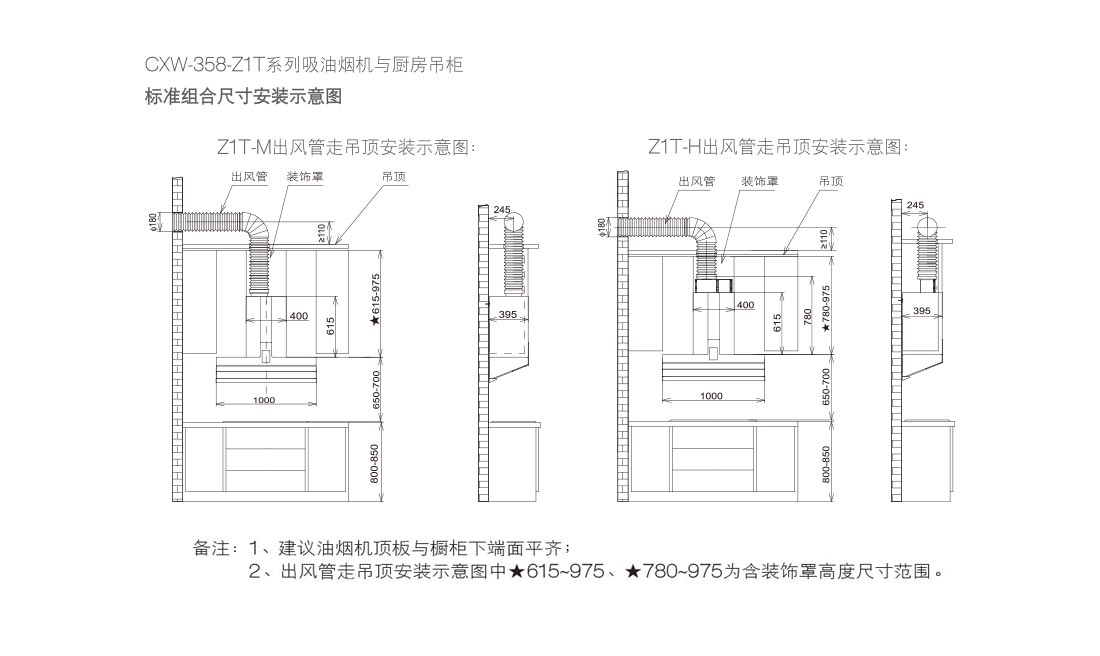 CXW-358-Z1T系列吸油烟机与厨房吊柜
标准组合尺寸安装示意图
Z1T-M出风管走吊顶安装示意图:
Z1T-H出风管走吊顶安装示意图:
出风管
装饰罩
吊顶
ϕ180
≥110
★615-975
400
615
1000
650-700
800-850
245
395
出风管
装饰罩
吊顶
ϕ180
≥110
★780-975
400
615
780
1000
650-700
800-850
245
395
备注: 1、建议油烟机顶板与橱柜下端面平齐;
2、出风管走吊顶安装示意图中★615~975、★780~975为含装饰罩高度尺寸范围。